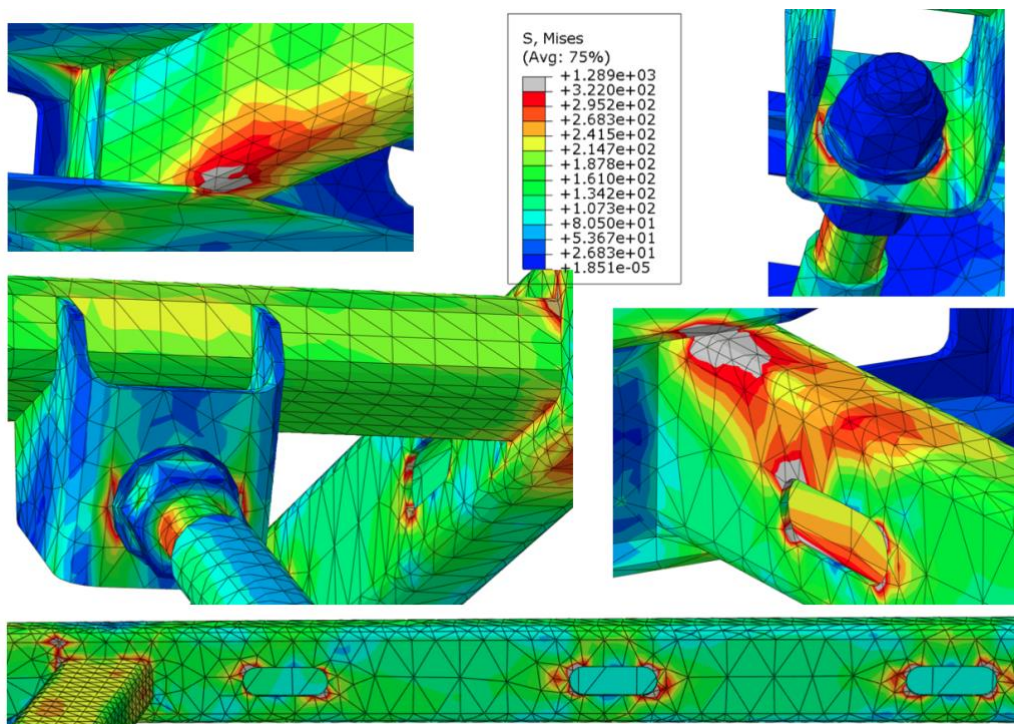 S, Mises
(Avg: 75%)
+1.289e+03
+3.220e+02
+2.952e+02
+2.683e+02
+2.415e+02
+2.147e+02
+1.878e+02
+1.610e+02
+1.342e+02
+1.073e+02
+8.050e+01
+5.367e+01
+2.683e+01
+1.851e-05